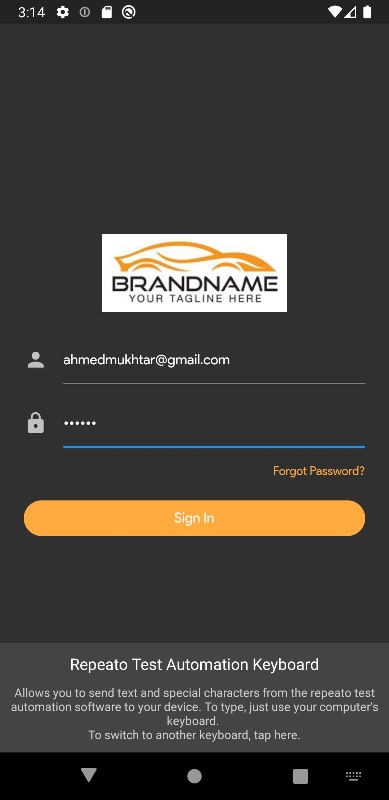 3:14
BRANDNAME
YOUR TAGLINE HERE
ahmedmukhtar@gmail.com
••••••
Forgot Password?
Sign In
Repeato Test Automation Keyboard
Allows you to send text and special characters from the repeato test
automation software to your device. To type, just use your computer's
keyboard.
To switch to another keyboard, tap here.